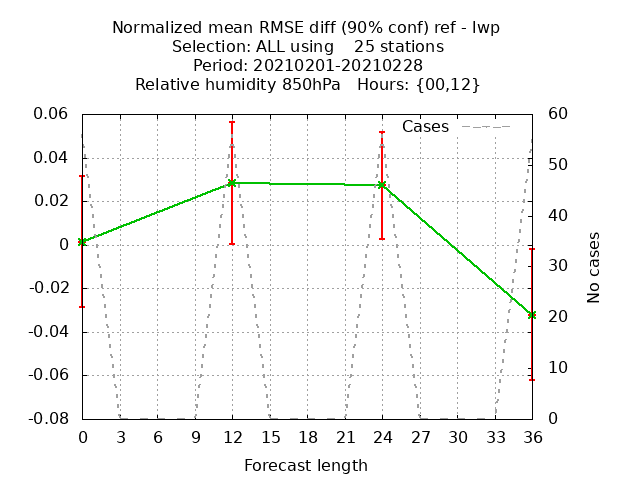 Normalized mean RMSE diff (90% conf) ref - lwp
Selection: ALL using    25 stations
Period: 20210201-20210228
Relative humidity 850hPa   Hours: {00,12}
0.06
0.04
0.02
0
-0.02
-0.04
-0.06
-0.08
Cases
60
50
40
30
20
10
0
No cases
0 3 6 9 12 15 18 21 24 27 30 33 36
Forecast length